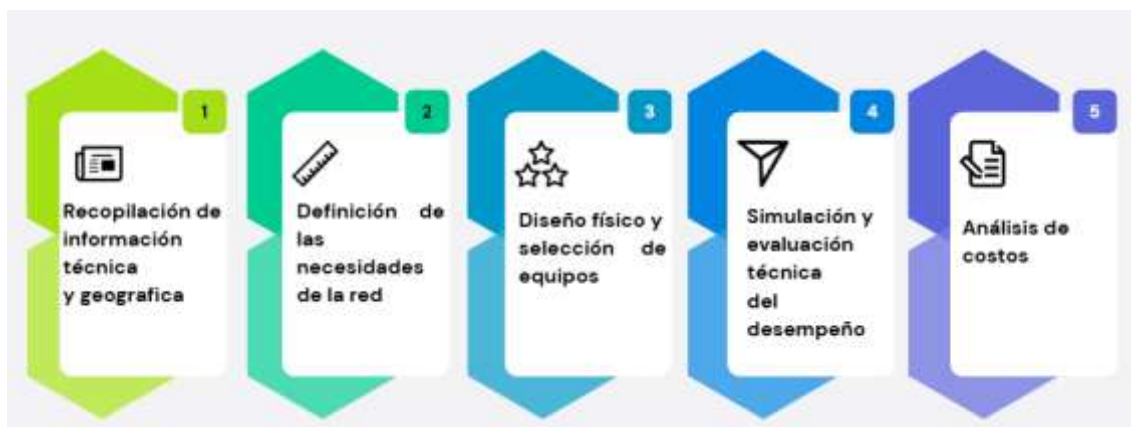 1
Recopilación de
información
técnica
y geografica
2
Definición de
las
necesidades
de la red
3
Diseño físico y
selección de
equipos
4
Simulación y
evaluación
técnica
del
desempeño
5
Análisis de
costos